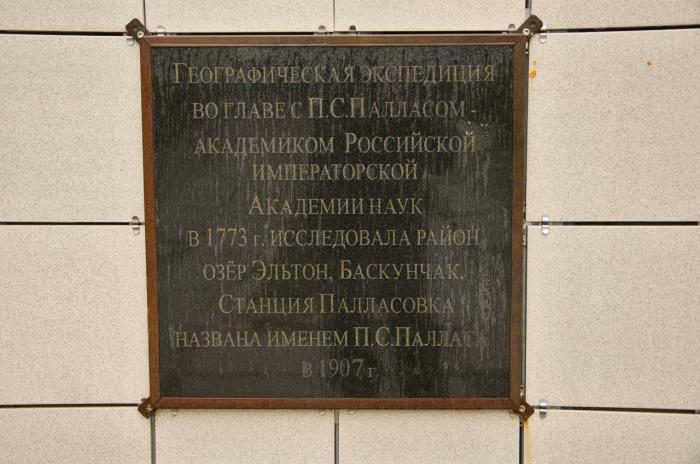 Географическая экспедиция
во главе с П.С.Палласом -
академиком Российской
императорской
Академии наук
в 1773 г. исследовала район
озёр Эльтон, Баскунчак.
Станция Палласовка
названа именем П.С.Палласа
в 1907 г.